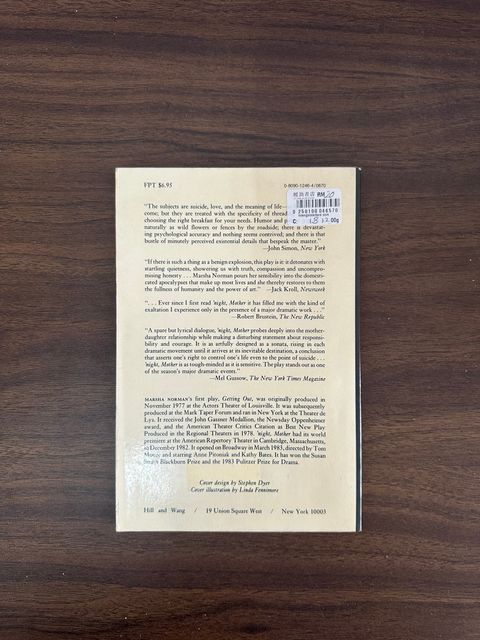 FPT $6.95
0-8090-1246-4/0670
RM20
0 250100 046570
18 12.00g
"The subjects are suicide, love, and the meaning of life—
come; but they are treated with the specificity of thread
choosing the right breakfast for your needs. Humor and p
naturally as wild flowers or fences by the roadside; there is devastat-
ing psychological accuracy and nothing seems contrived; and there is that
bustle of minutely perceived existential details that bespeak the master."
—John Simon, New York
"If there is such a thing as a benign explosion, this play is it: it detonates with
startling quietness, showering us with truth, compassion and uncompro-
mising honesty . . . Marsha Norman pours her sensibility into the domesti-
cated apocalypses that make up most lives and she thereby restores to them
the fullness of humanity and the power of art." —Jack Kroll, Newsweek
". . . Ever since I first read 'night, Mother it has filled me with the kind of
exaltation I experience only in the presence of a major dramatic work . . ."
—Robert Brustein, The New Republic
"A spare but lyrical dialogue, 'night, Mother probes deeply into the mother-
daughter relationship while making a disturbing statement about responsi-
bility and courage. It is as artfully designed as a sonata, rising in each
dramatic movement until it arrives at its inevitable destination, a conclusion
that asserts one's right to control one's life even to the point of suicide . . .
'night, Mother is as tough-minded as it is sensitive. The play stands out as one
of the season's major dramatic events."
—Mel Gussow, The New York Times Magazine
MARSHA NORMAN's first play, Getting Out, was originally produced in
November 1977 at the Actors Theater of Louisville. It was subsequently
produced at the Mark Taper Forum and ran in New York at the Theater de
Lys. It received the John Gassner Medallion, the Newsday Oppenheimer
award, and the American Theater Critics Citation as Best New Play
Produced in the Regional Theaters in 1978. 'night, Mother had its world
premiere at the American Repertory Theater in Cambridge, Massachusetts,
in December 1982. It opened on Broadway in March 1983, directed by Tom
Moore and starring Anne Pitoniak and Kathy Bates. It has won the Susan
Smith Blackburn Prize and the 1983 Pulitzer Prize for Drama.
Cover design by Stephen Dyer
Cover illustration by Linda Fennimore
Hill and Wang / 19 Union Square West / New York 10003